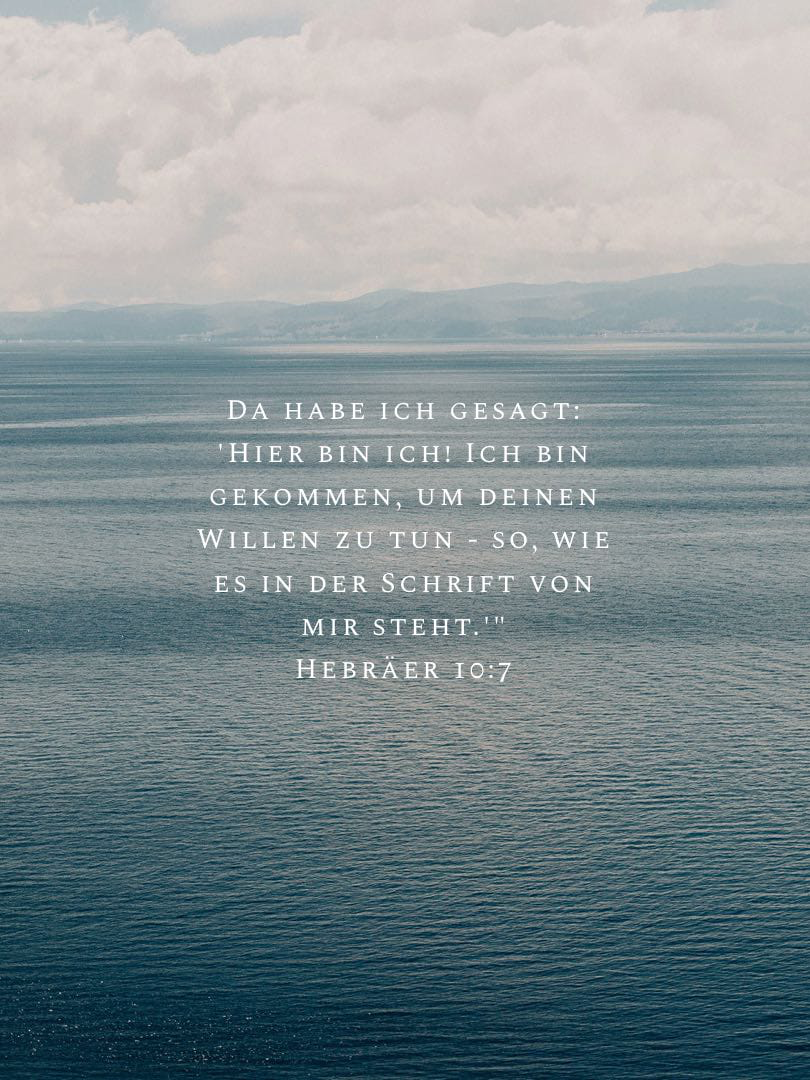 Da habe ich gesagt:
'Hier bin ich! Ich bin
gekommen, um deinen
Willen zu tun - so, wie
es in der Schrift von
mir steht.'"
Hebräer 10:7